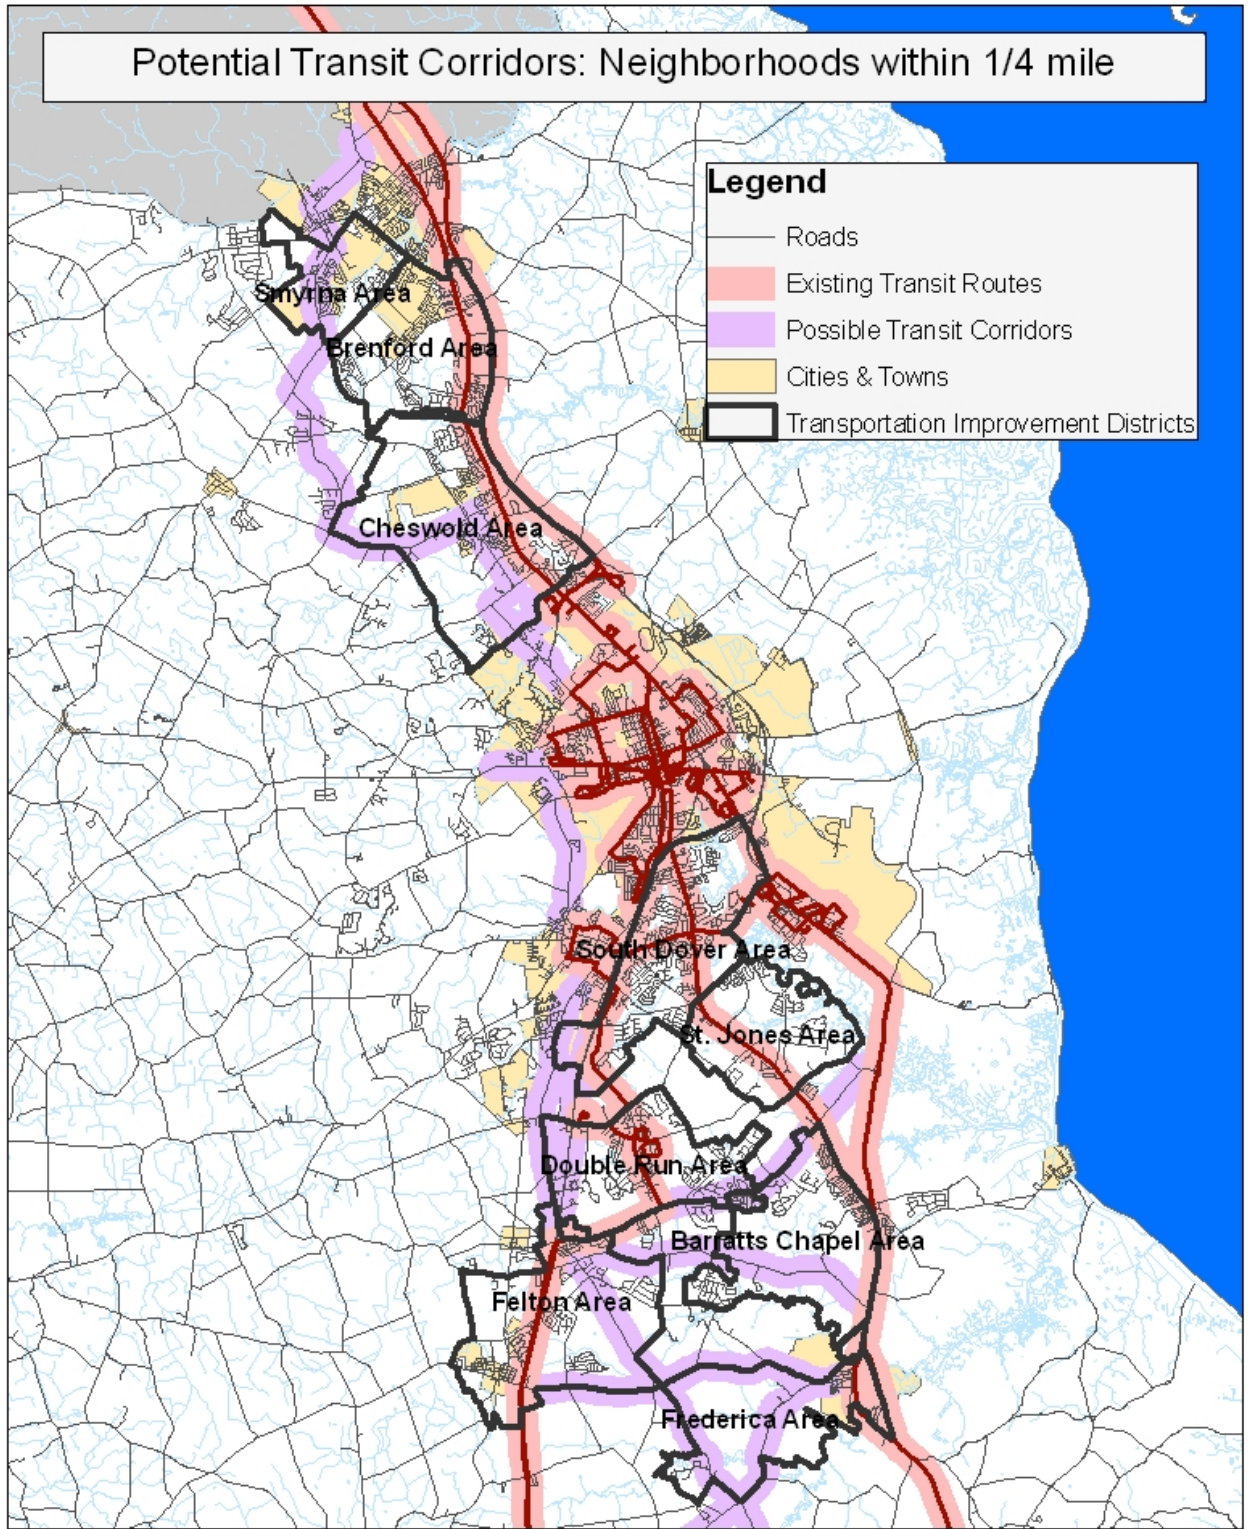 Potential Transit Corridors: Neighborhoods within 1/4 mile
Legend
Roads
Existing Transit Routes
Possible Transit Corridors
Cities & Towns
Transportation Improvement Districts
Smyrna Area
Brenford Area
Cheswold Area
South Dover Area
St. Jones Area
Double Run Area
Barratts Chapel Area
Felton Area
Frederica Area